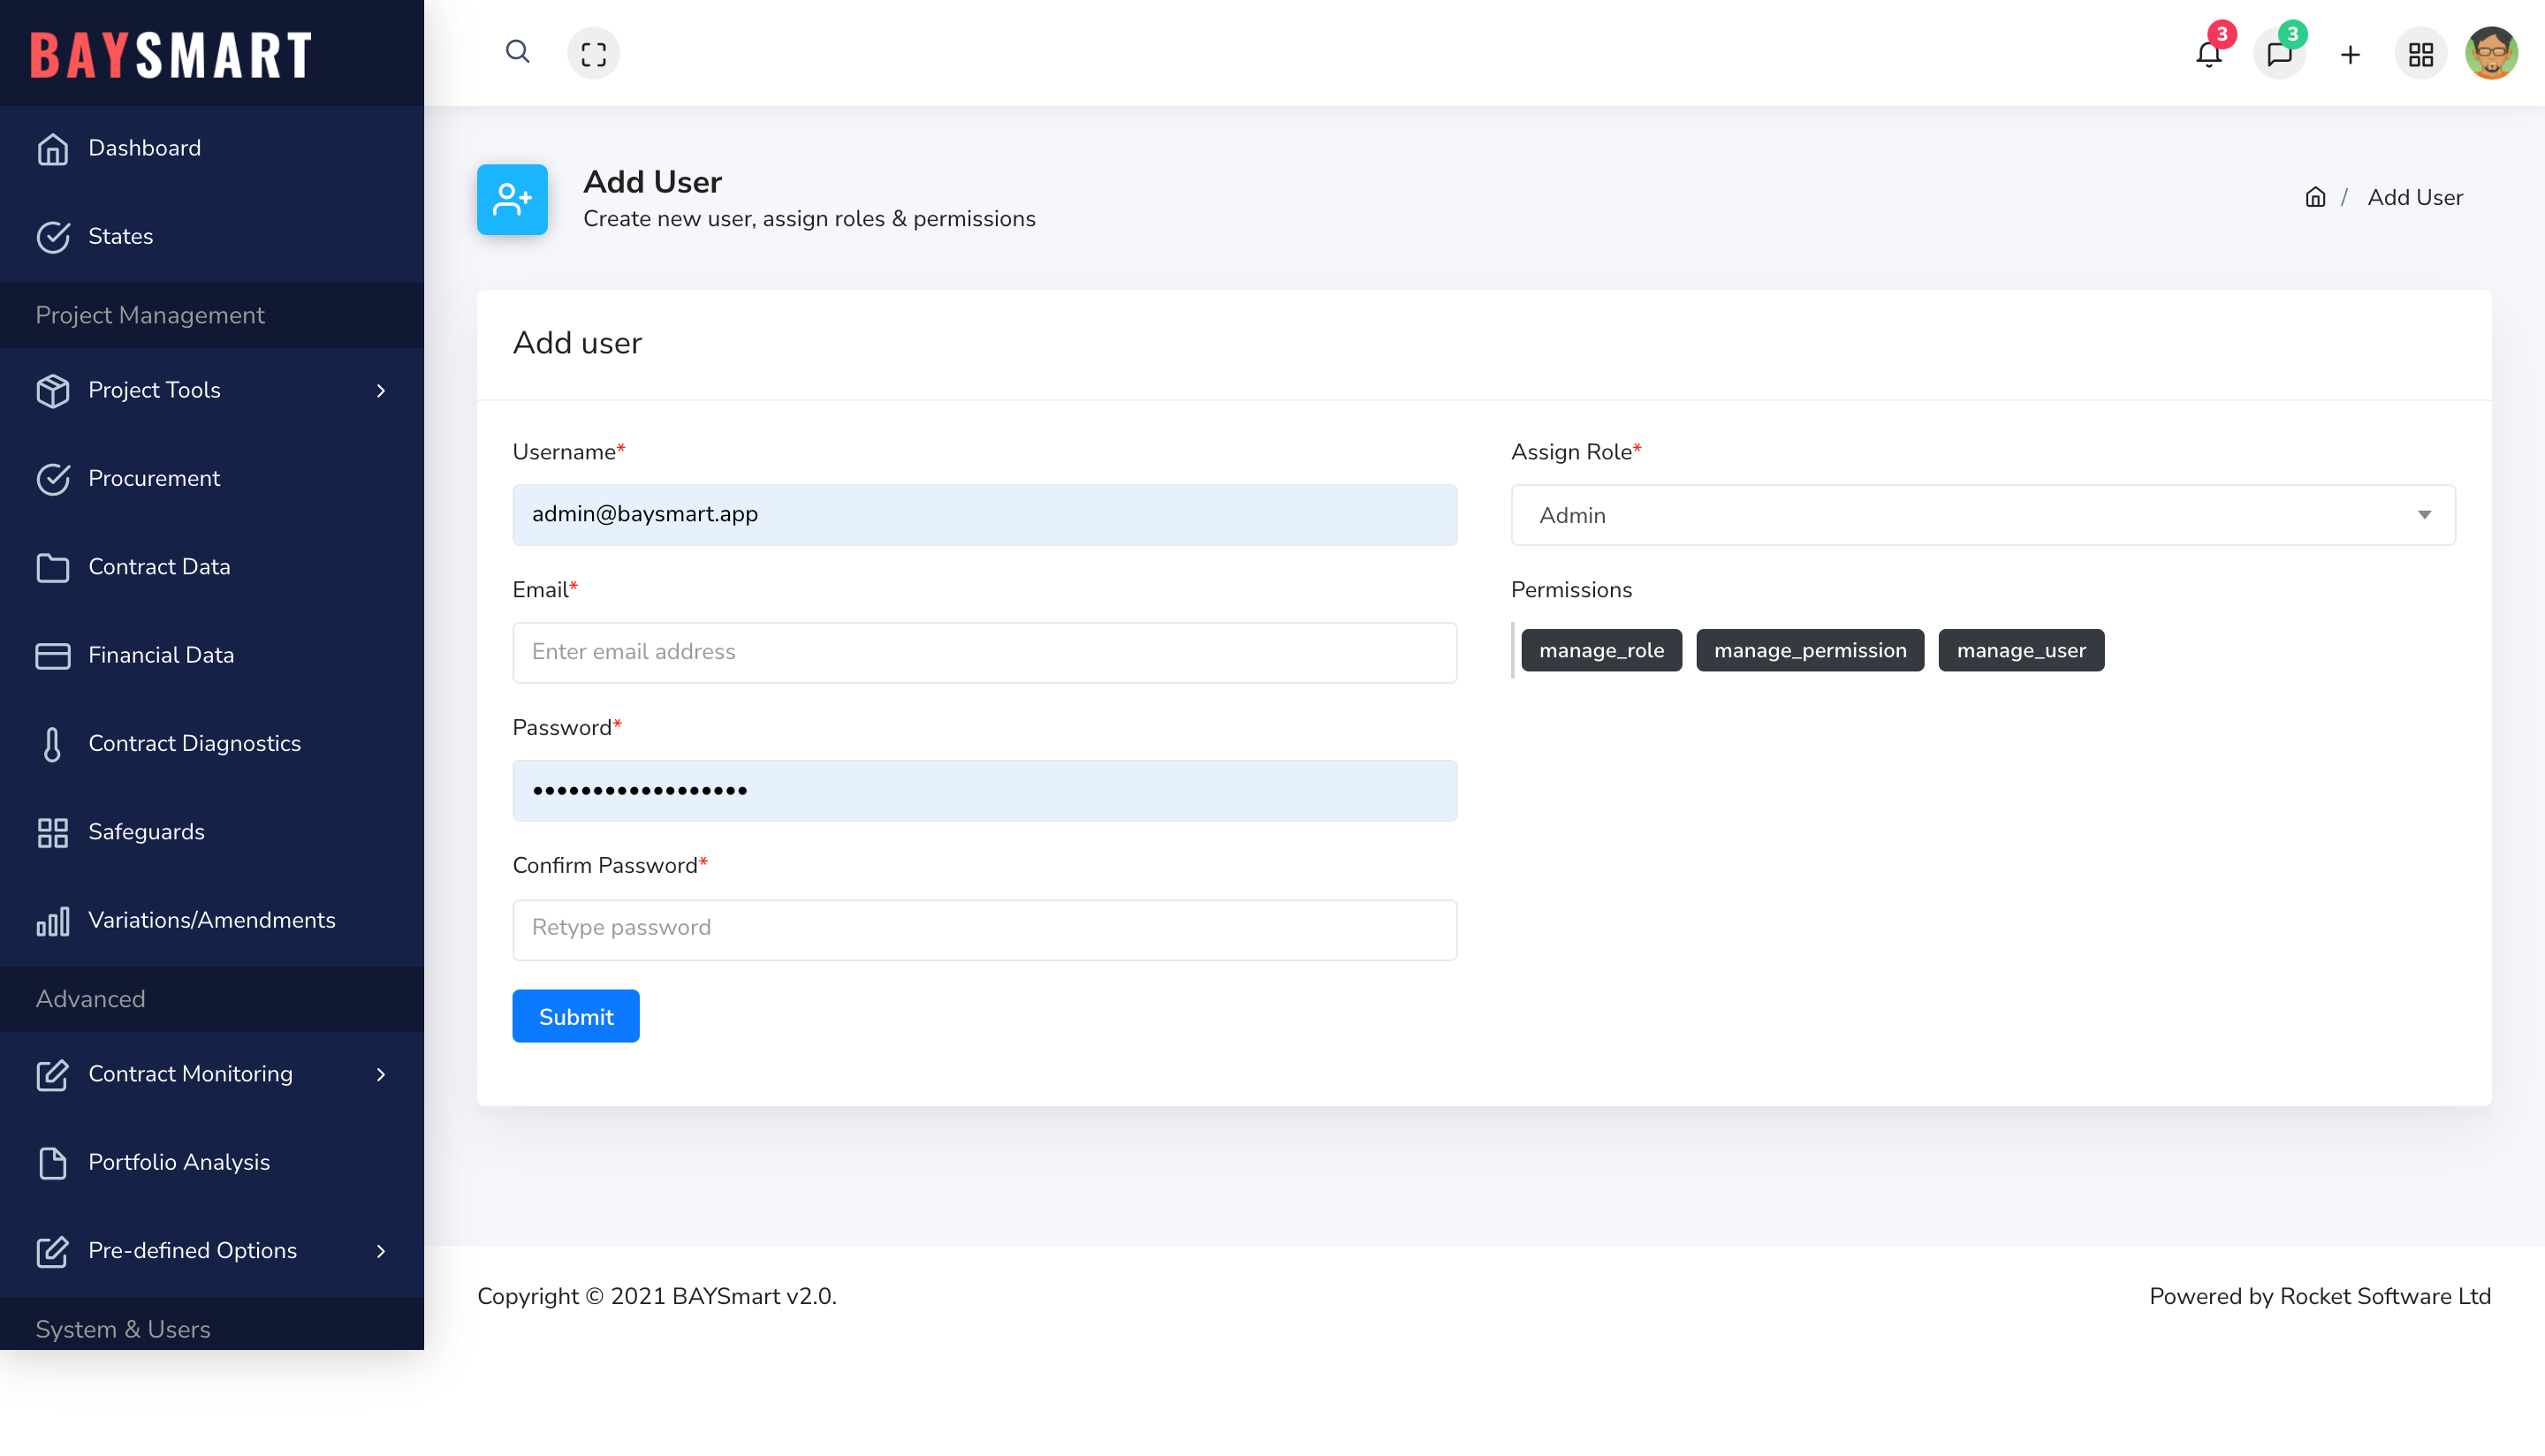 BAYSMART
Dashboard
States
Project Management
Project Tools
Procurement
Contract Data
Financial Data
Contract Diagnostics
Safeguards
Variations/Amendments
Advanced
Contract Monitoring
Portfolio Analysis
Pre-defined Options
System & Users
3
3
Add User
Create new user, assign roles & permissions
/ Add User
Add user
Username*
admin@baysmart.app
Email*
Enter email address
Password*
••••••••••••••••••
Confirm Password*
Retype password
Submit
Assign Role*
Admin
Permissions
manage_role manage_permission manage_user
Copyright © 2021 BAYSmart v2.0.
Powered by Rocket Software Ltd